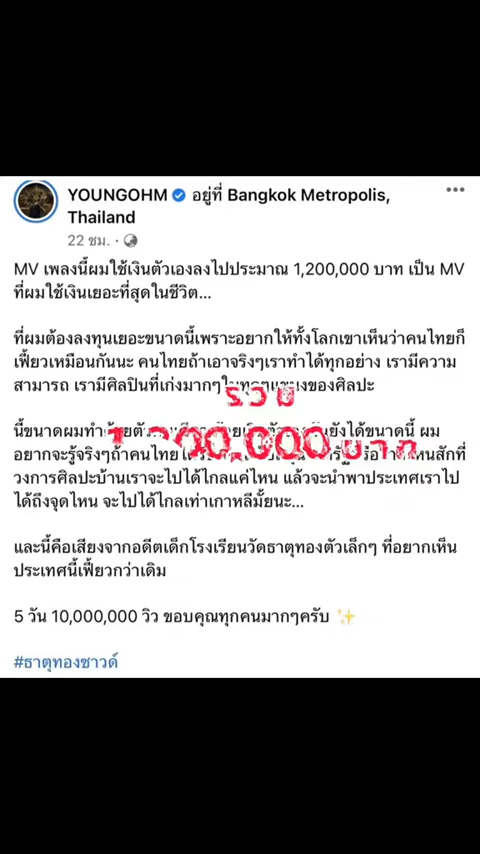 YOUNGOHM อยู่ที่ Bangkok Metropolis,
Thailand
22 ชม. ·
MV เพลงนี้ผมใช้เงินตัวเองลงไปประมาณ 1,200,000 บาท เป็น MV
ที่ผมใช้เงินเยอะที่สุดในชีวิต...
ที่ผมต้องลงทุนเยอะขนาดนี้เพราะอยากให้ทั้งโลกเขาเห็นว่าคนไทยก็
เฟี้ยวเหมือนกันนะ คนไทยถ้าเอาจริงๆเราทำได้ทุกอย่าง เรามีความ
สามารถ เรามีศิลปินที่เก่งมากๆ ของศิลปะ
รวม
นี้ขนาดผมทำ ยังได้ขนาดนี้ ผม
00,000 บาท
อยากจะรู้จริงๆถ้าคนไทย หนสักที่
วงการศิลปะบ้านเราจะไปได้ไกลแค่ไหน แล้วจะนำพาประเทศเราไป
ได้ถึงจุดไหน จะไปได้ไกลเท่าเกาหลีมั้ยนะ...
และนี้คือเสียงจากอดีตเด็กโรงเรียนวัดธาตุทองตัวเล็กๆ ที่อยากเห็น
ประเทศนี้เฟี้ยวกว่าเดิม
5 วัน 10,000,000 วิว ขอบคุณทุกคนมากๆครับ ✨
#ธาตุทองซาวด์